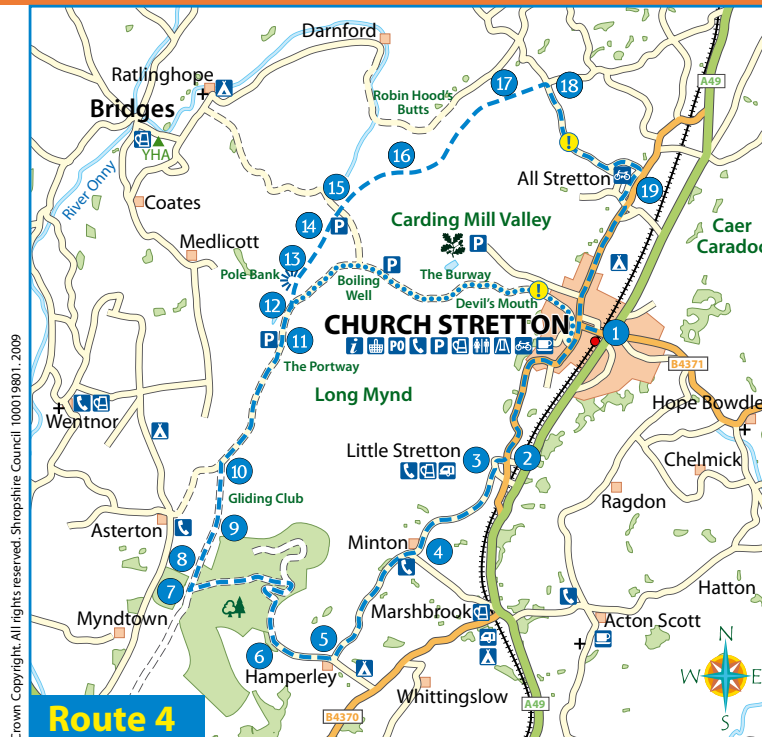 Darnford
Ratlinghope
Bridges
YHA
River Onny
Coates
Medlicott
Robin Hood's
Butts
17
18
A49
!
16
All Stretton
19
15
14
P
Carding Mill Valley
P
Caer
Caradoc
13
Pole Bank
Boiling
Well
P
The Burway
!
Devil's Mouth
12
CHURCH STRETTON
1
P
11
i PO P
The Portway
B4371
Long Mynd
Wentnor
Hope Bowdle
Little Stretton
3
2
Chelmick
10
Gliding Club
Ragdon
Asterton
9
Minton
4
8
7
Hatton
Myndtown
Marshbrook
Acton Scott
5
6
Hamperley
N
W E
S
Whittingslow
A49
B4370
Route 4
Crown Copyright. All rights reserved. Shropshire Council 100019801. 2009